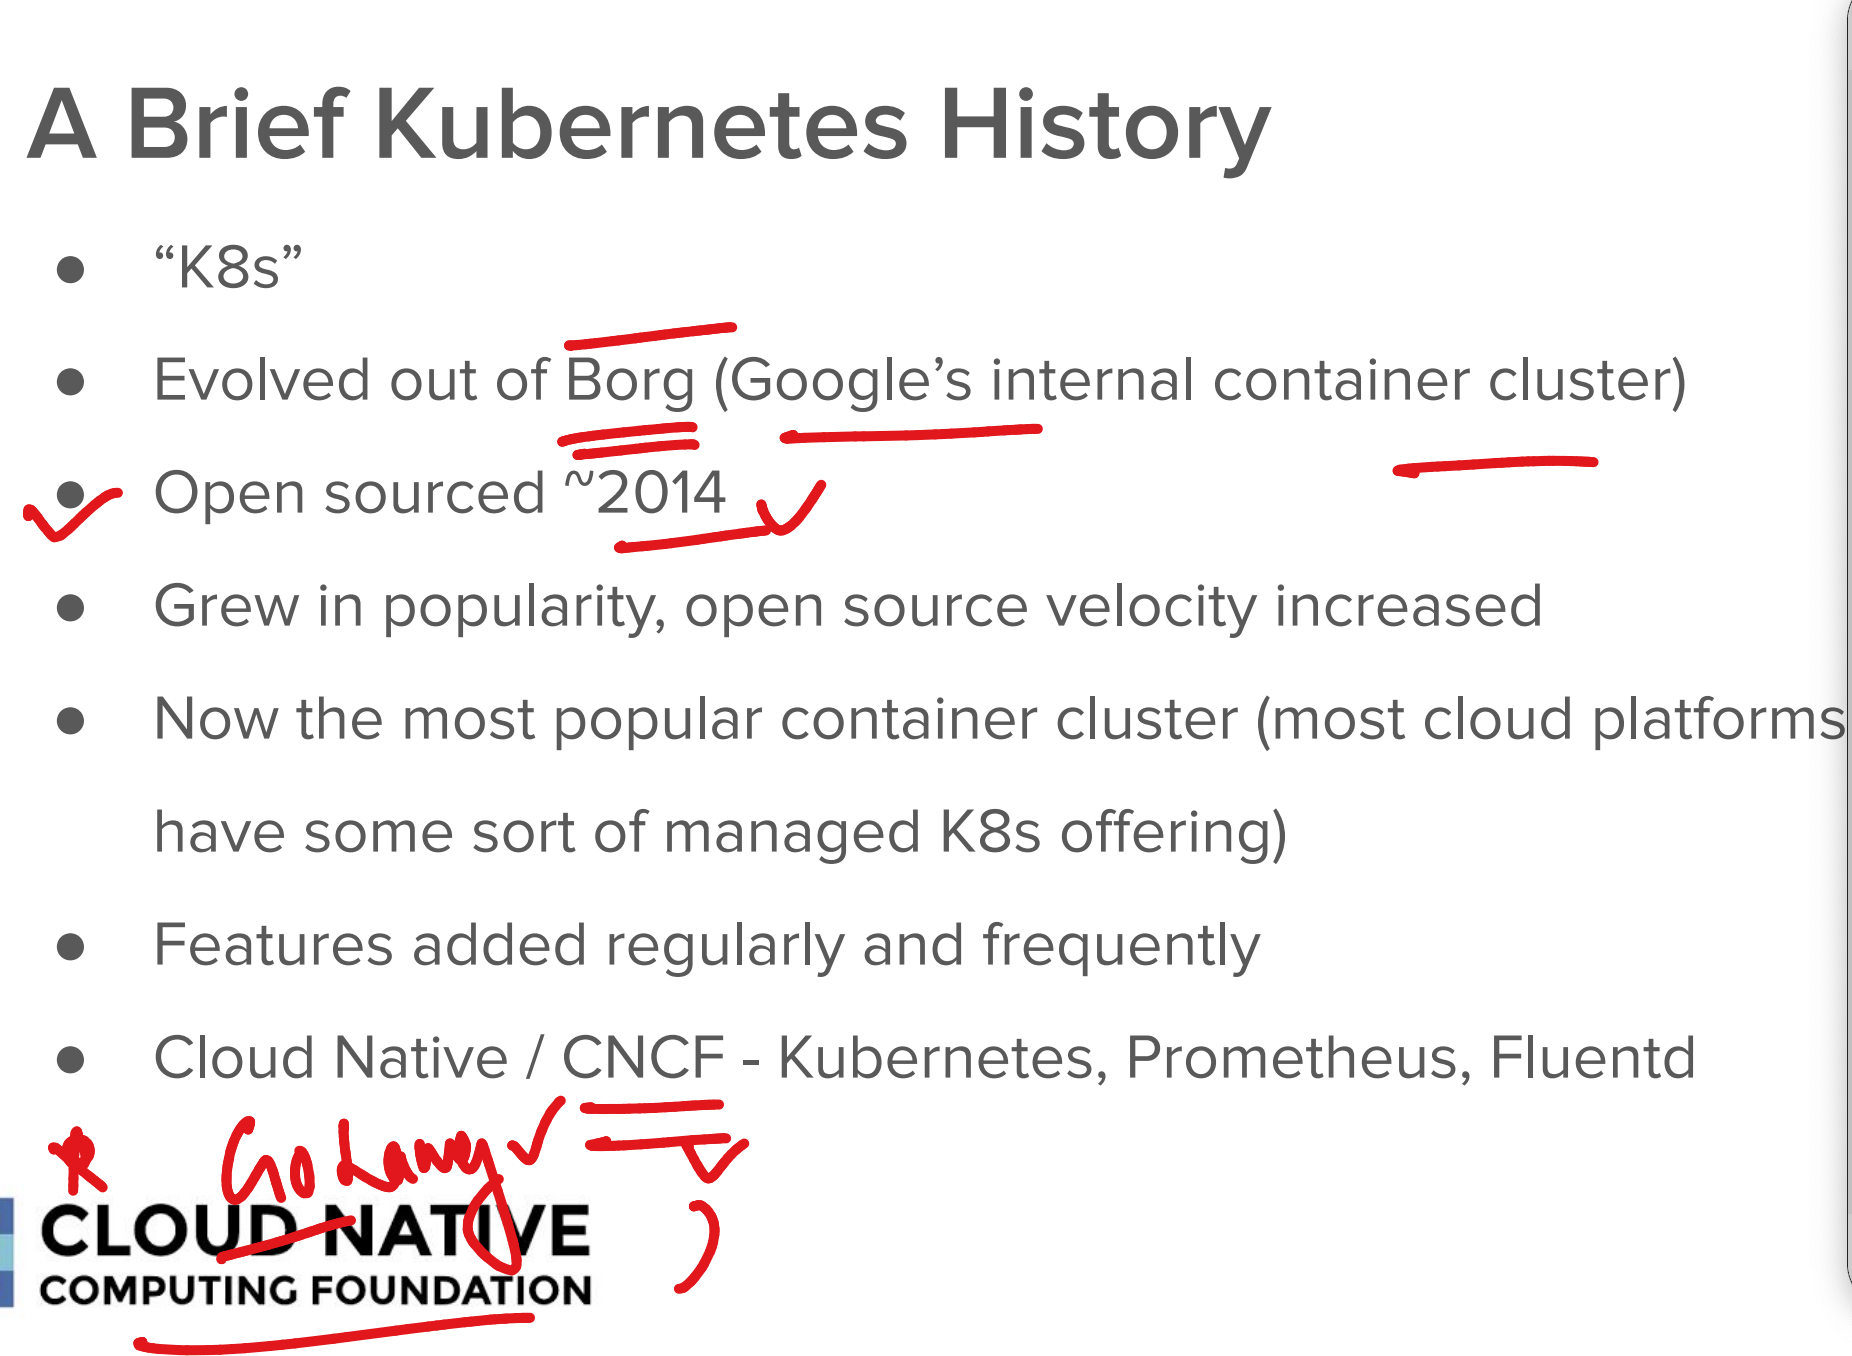 A Brief Kubernetes History
● “K8s”
● Evolved out of Borg (Google’s internal container cluster)
● Open sourced ~2014
● Grew in popularity, open source velocity increased
● Now the most popular container cluster (most cloud platforms
have some sort of managed K8s offering)
● Features added regularly and frequently
● Cloud Native / CNCF - Kubernetes, Prometheus, Fluentd
* GoLang
CLOUD NATIVE
COMPUTING FOUNDATION